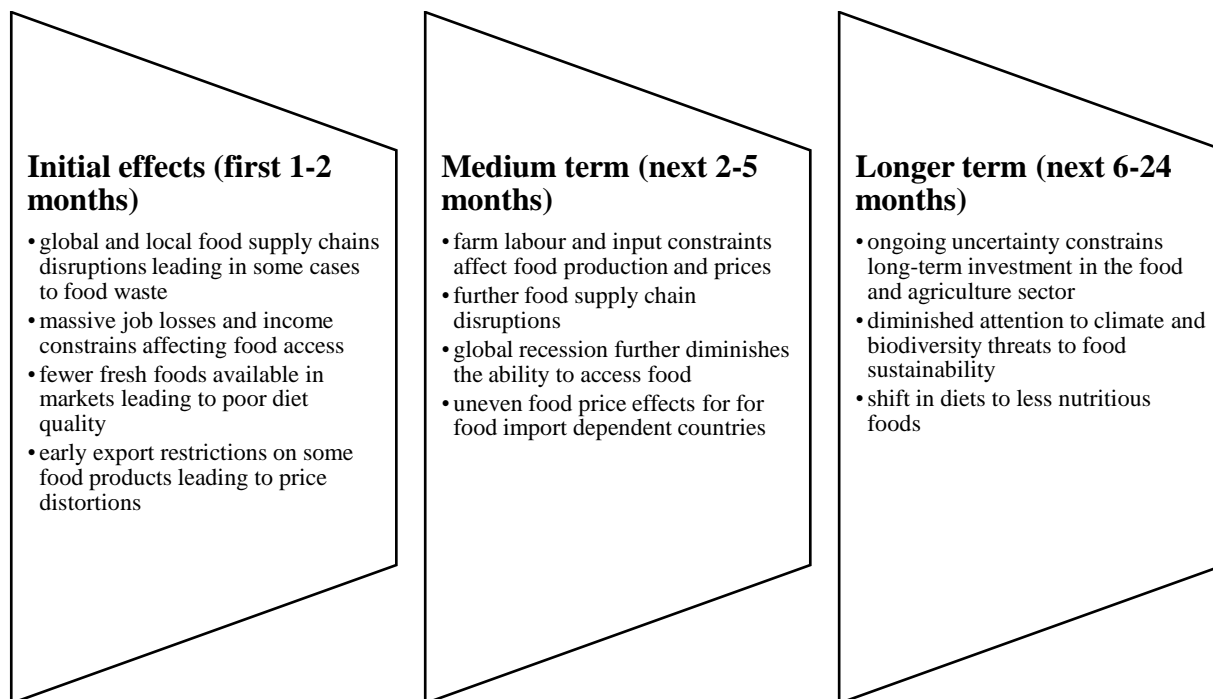 Initial effects (first 1-2
months)
• global and local food supply chains
disruptions leading in some cases
to food waste
• massive job losses and income
constrains affecting food access
• fewer fresh foods available in
markets leading to poor diet
quality
• early export restrictions on some
food products leading to price
distortions
Medium term (next 2-5
months)
• farm labour and input constraints
affect food production and prices
• further food supply chain
disruptions
• global recession further diminishes
the ability to access food
• uneven food price effects for for
food import dependent countries
Longer term (next 6-24
months)
• ongoing uncertainty constrains
long-term investment in the food
and agriculture sector
• diminished attention to climate and
biodiversity threats to food
sustainability
• shift in diets to less nutritious
foods